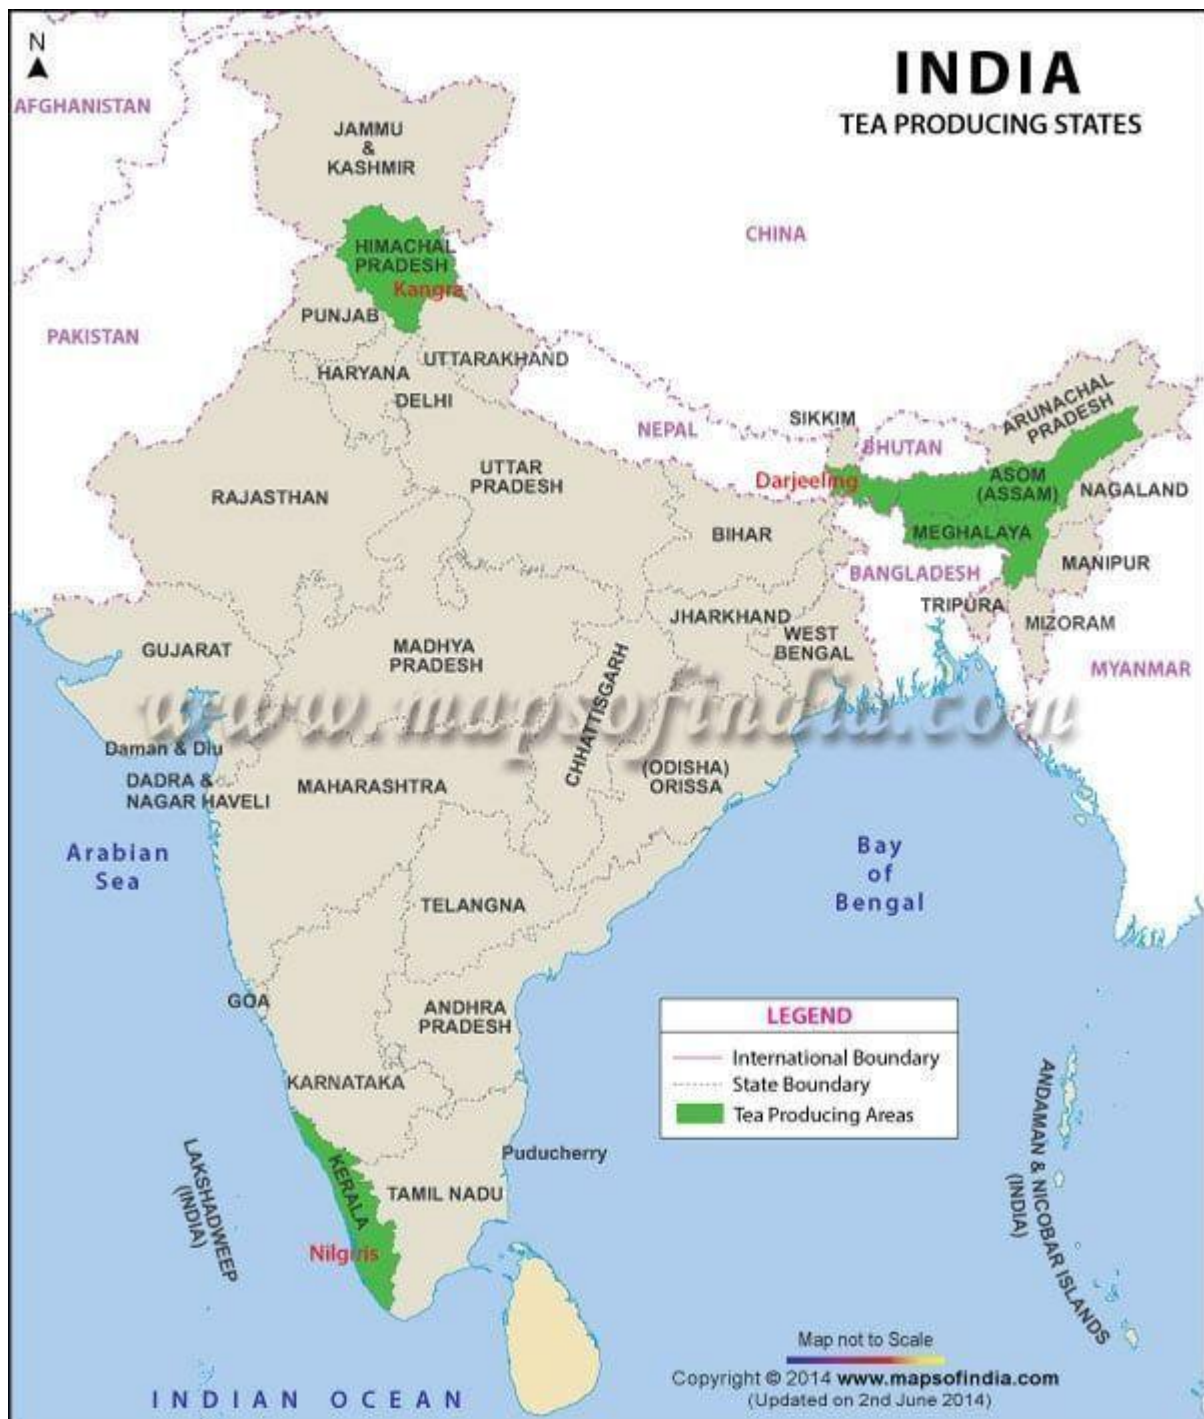 N
INDIA
TEA PRODUCING STATES
AFGHANISTAN
JAMMU
&
KASHMIR
CHINA
HIMACHAL
PRADESH
Kangra
PUNJAB
PAKISTAN
UTTARAKHAND
HARYANA
DELHI
ARUNACHAL
PRADESH
SIKKIM
NEPAL
BHUTAN
UTTAR
PRADESH
Darjeeling
ASOM
(ASSAM)
NAGALAND
RAJASTHAN
BIHAR
MEGHALAYA
MANIPUR
BANGLADESH
TRIPURA
MIZORAM
JHARKHAND
WEST
BENGAL
GUJARAT
MADHYA
PRADESH
CHHATTISGARH
MYANMAR
www.mapsofindia.com
Daman & Diu
DADRA &
NAGAR HAVELI
MAHARASHTRA
(ODISHA)
ORISSA
Arabian
Sea
Bay
of
Bengal
TELANGNA
GOA
ANDHRA
PRADESH
KARNATAKA
LEGEND
International Boundary
State Boundary
Tea Producing Areas
Puducherry
KERALA
TAMIL NADU
Nilgiris
LAKSHADWEEP
(INDIA)
ANDAMAN & NICOBAR ISLANDS
(INDIA)
Map not to Scale
Copyright © 2014 www.mapsofindia.com
(Updated on 2nd June 2014)
INDIAN OCEAN